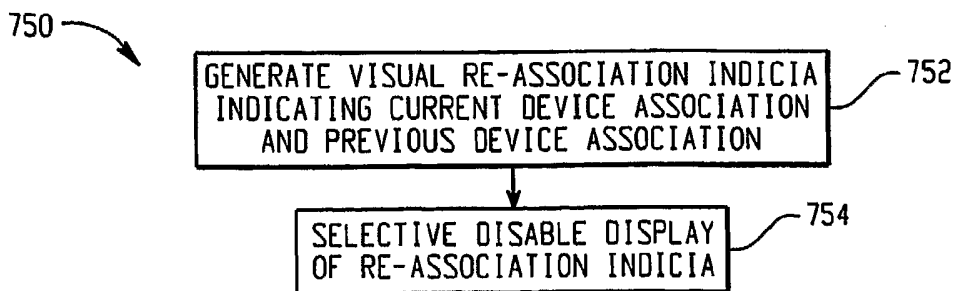 750
GENERATE VISUAL RE-ASSOCIATION INDICIA
INDICATING CURRENT DEVICE ASSOCIATION
AND PREVIOUS DEVICE ASSOCIATION
752
SELECTIVE DISABLE DISPLAY
OF RE-ASSOCIATION INDICIA
754